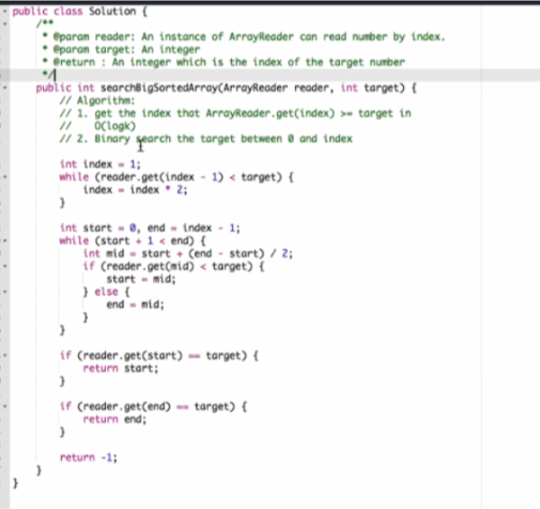 public class Solution {
/**
* @param reader: An instance of ArrayReader can read number by index.
* @param target: An integer
* @return : An integer which is the index of the target number
*/
public int searchBigSortedArray(ArrayReader reader, int target) {
// Algorithm:
// 1. get the index that ArrayReader.get(index) >= target in
//    O(logk)
// 2. Binary search the target between 0 and index
int index = 1;
while (reader.get(index - 1) < target) {
index = index * 2;
}
int start = 0, end = index - 1;
while (start + 1 < end) {
int mid = start + (end - start) / 2;
if (reader.get(mid) < target) {
start = mid;
} else {
end = mid;
}
}
if (reader.get(start) == target) {
return start;
}
if (reader.get(end) == target) {
return end;
}
return -1;
}
}